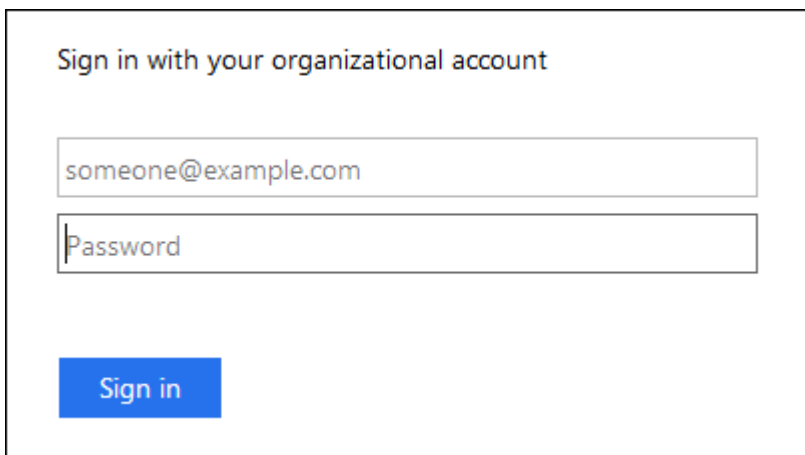 Sign in with your organizational account
someone@example.com
Password
Sign in